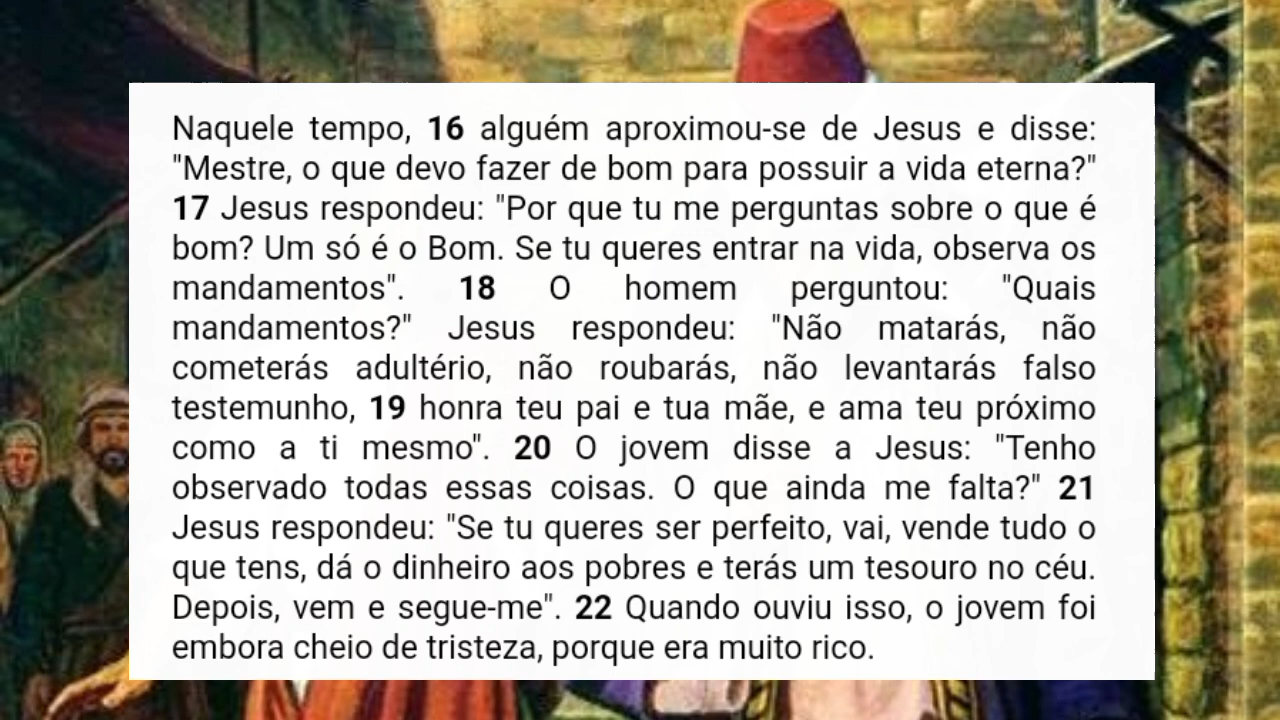 Naquele tempo, 16 alguém aproximou-se de Jesus e disse:
"Mestre, o que devo fazer de bom para possuir a vida eterna?"
17 Jesus respondeu: "Por que tu me perguntas sobre o que é
bom? Um só é o Bom. Se tu queres entrar na vida, observa os
mandamentos". 18 O homem perguntou: "Quais
mandamentos?" Jesus respondeu: "Não matarás, não
cometerás adultério, não roubarás, não levantarás falso
testemunho, 19 honra teu pai e tua mãe, e ama teu próximo
como a ti mesmo". 20 O jovem disse a Jesus: "Tenho
observado todas essas coisas. O que ainda me falta?" 21
Jesus respondeu: "Se tu queres ser perfeito, vai, vende tudo o
que tens, dá o dinheiro aos pobres e terás um tesouro no céu.
Depois, vem e segue-me". 22 Quando ouviu isso, o jovem foi
embora cheio de tristeza, porque era muito rico.